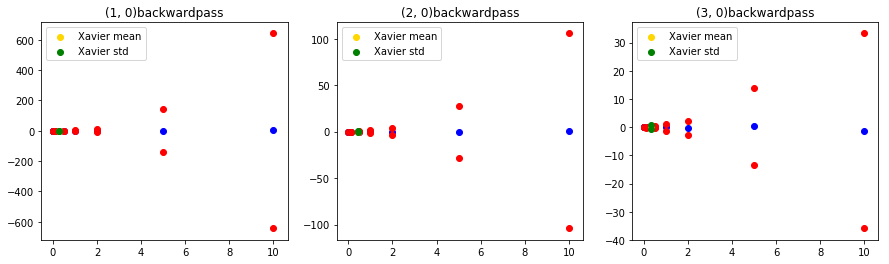 (1, 0)backwardpass
Xavier mean
Xavier std
600
400
200
0
−200
−400
−600
0 2 4 6 8 10
(2, 0)backwardpass
Xavier mean
Xavier std
100
50
0
−50
−100
0 2 4 6 8 10
(3, 0)backwardpass
Xavier mean
Xavier std
30
20
10
0
−10
−20
−30
−40
0 2 4 6 8 10